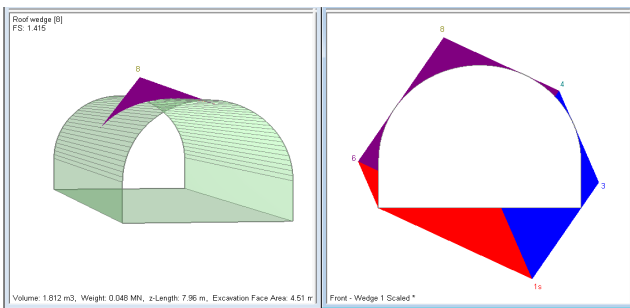 Roof wedge [8]
FS: 1.415
8
Volume: 1.812 m3, Weight: 0.048 MN, z-Length: 7.96 m, Excavation Face Area: 4.51 m
8
4
6
3
1s
Front - Wedge 1 Scaled *